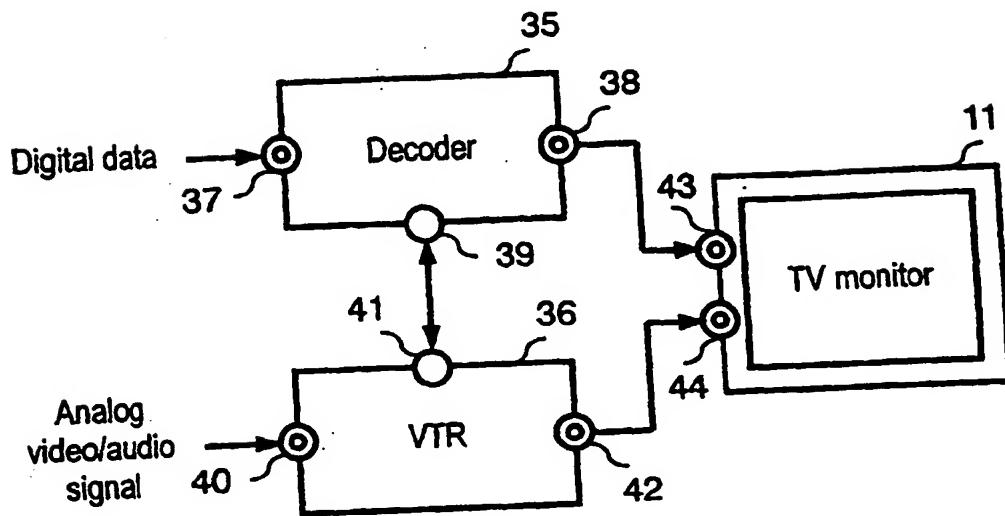 35
38
Digital data
Decoder
37
39
11
43
TV monitor
41
36
44
Analog
video/audio
signal
VTR
40
42